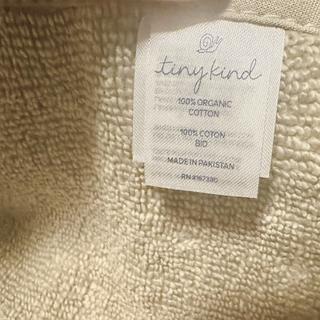 tiny kind
100% ORGANIC
COTTON
100% COTON
BIO
MADE IN PAKISTAN